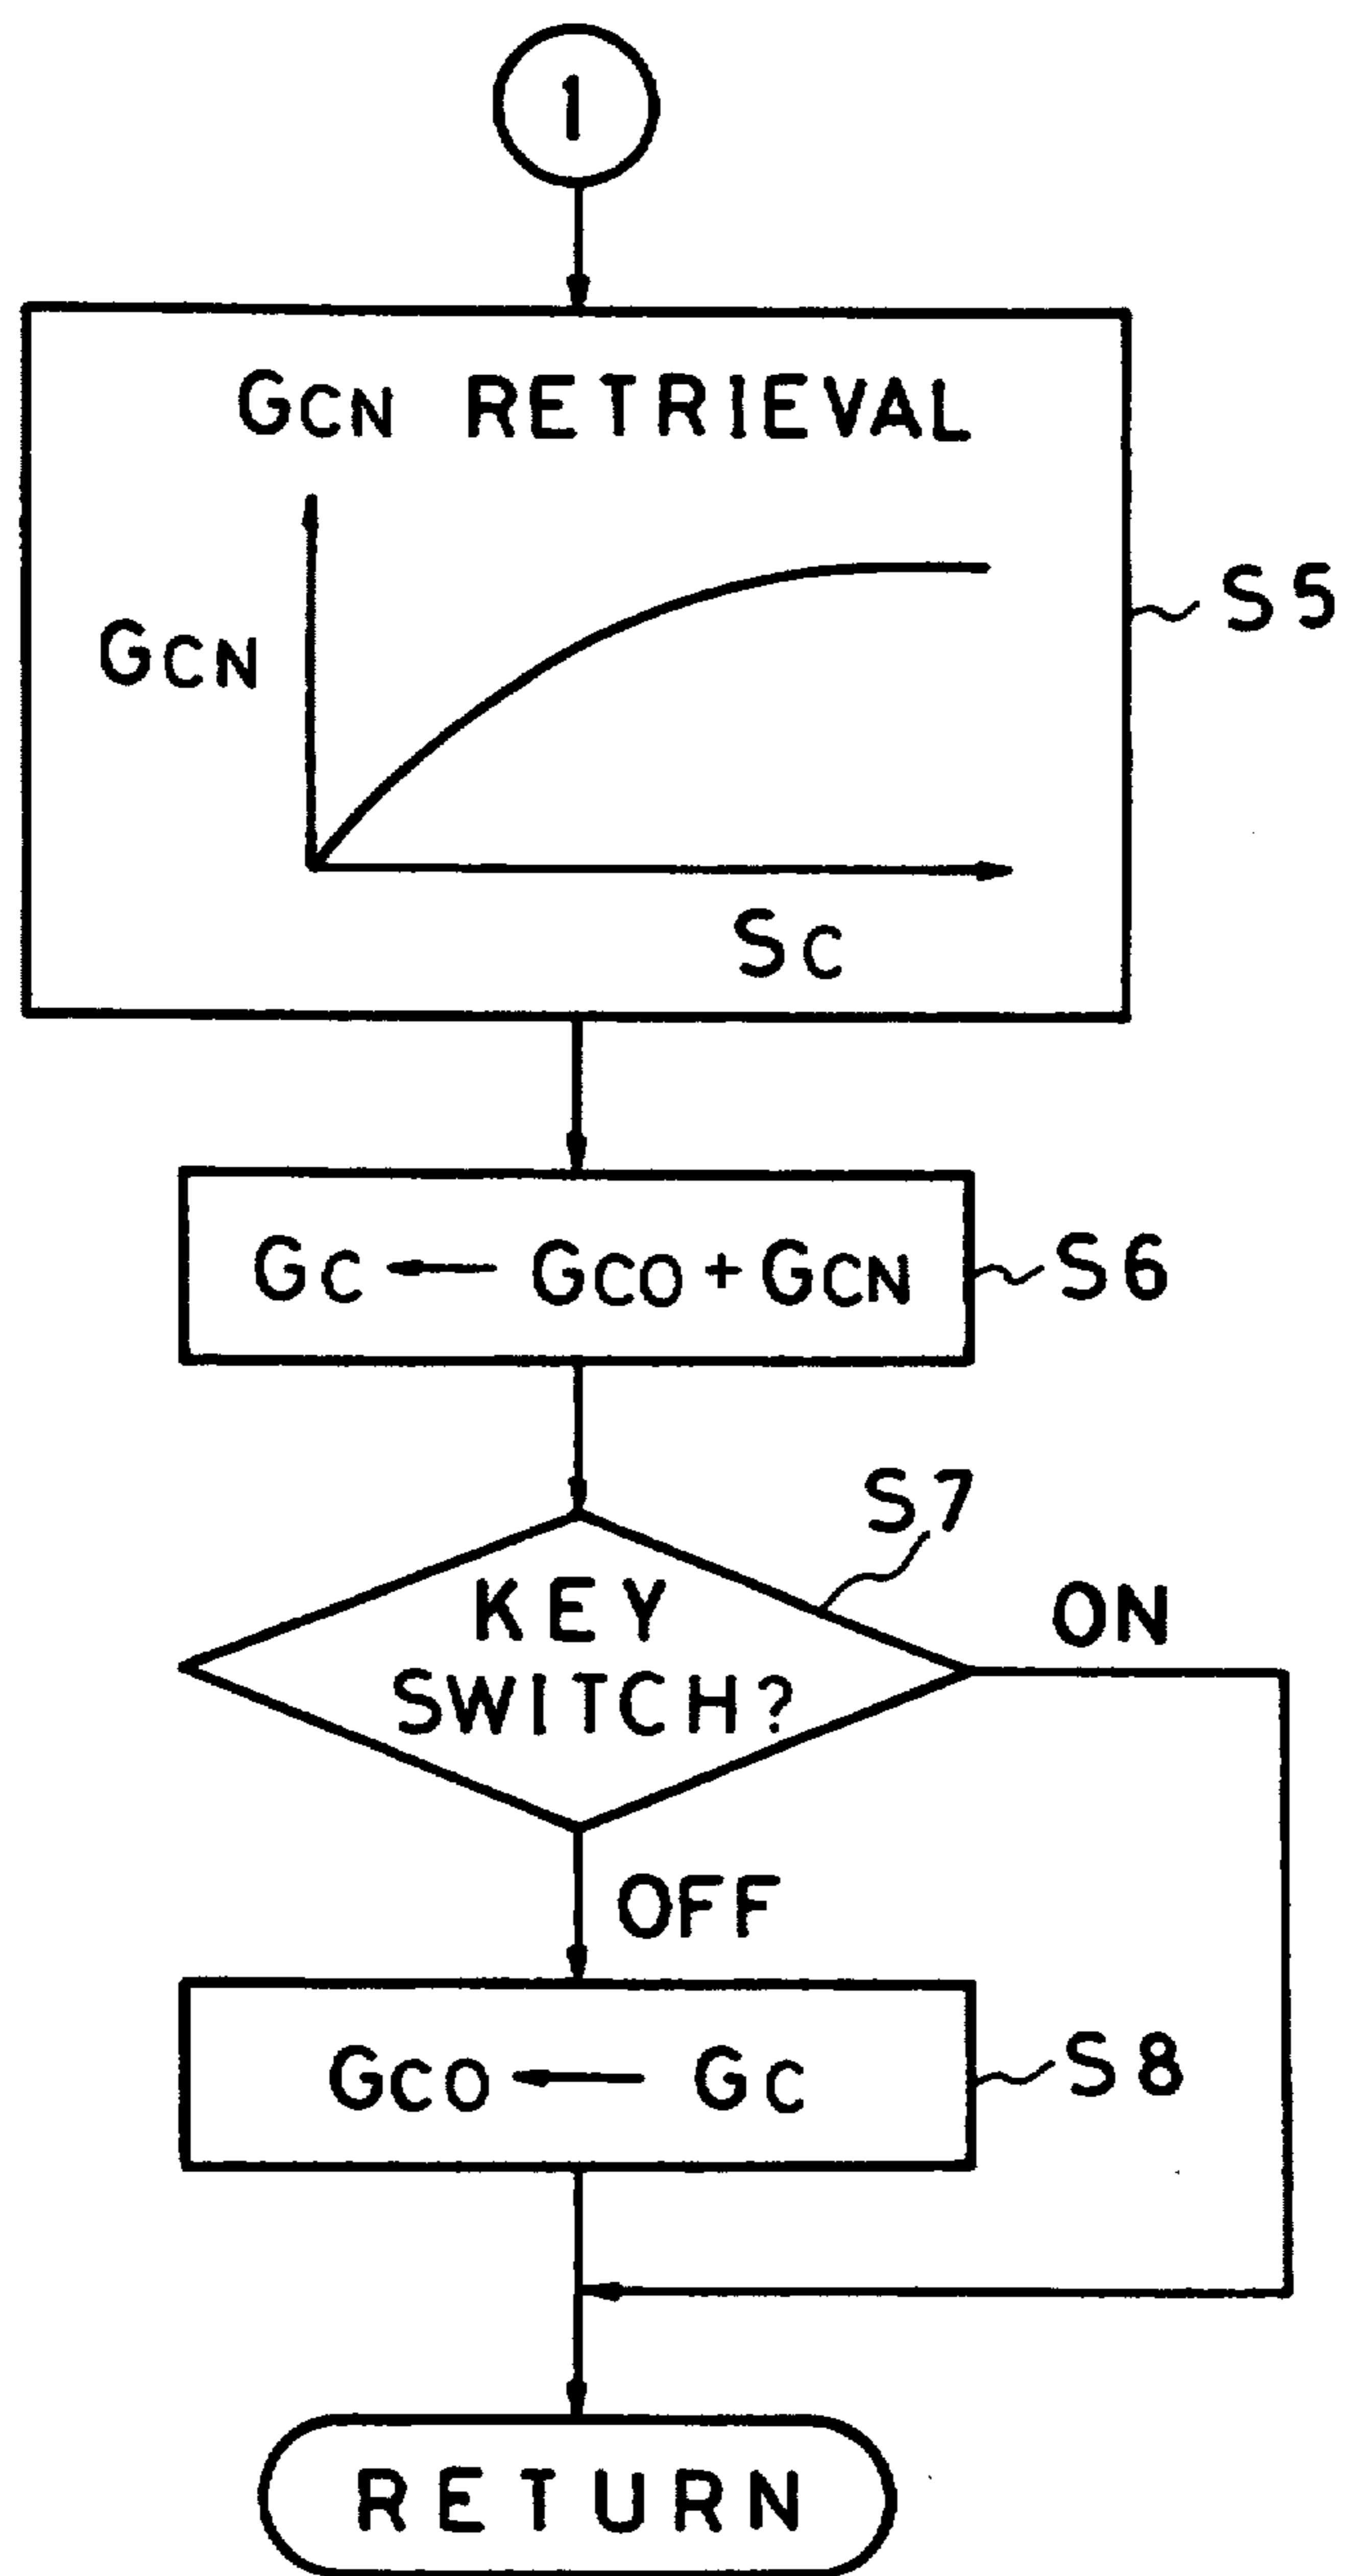 1
GCN RETRIEVAL
GCN
SC
S5
GC ← GCO + GCN
S6
S7
KEY
SWITCH?
ON
OFF
GCO ← GC
S8
RETURN